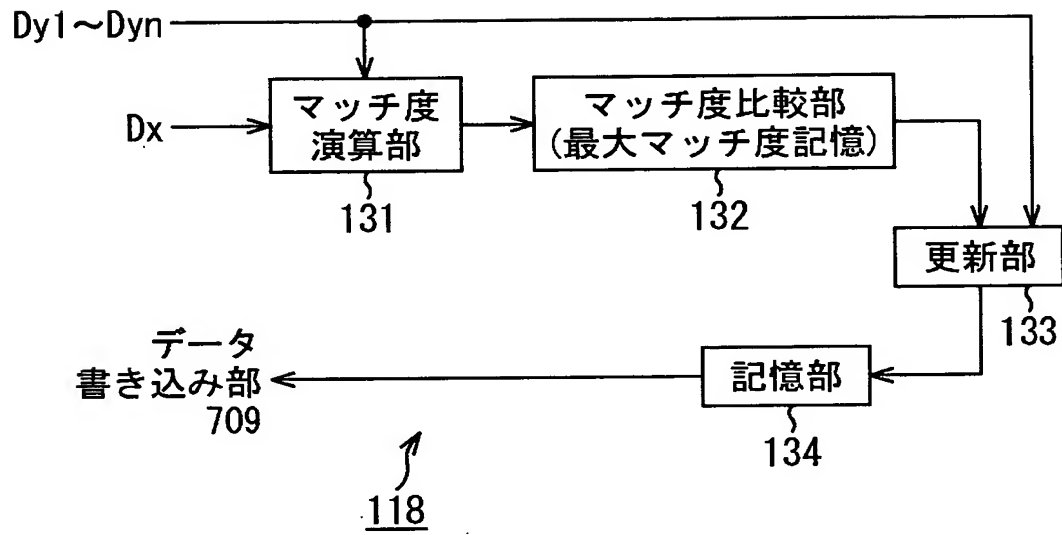 Dy1～Dyn
Dx
マッチ度
演算部
131
マッチ度比較部
(最大マッチ度記憶)
132
更新部
133
データ
書き込み部
709
記憶部
134
118